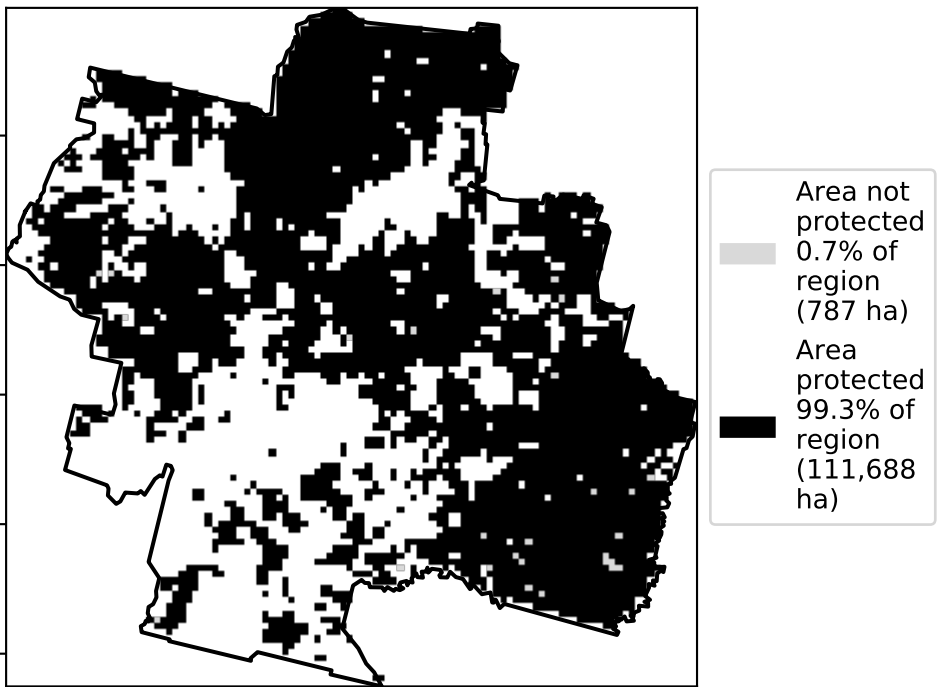 Area not
protected
0.7% of
region
(787 ha)
Area
protected
99.3% of
region
(111,688
ha)